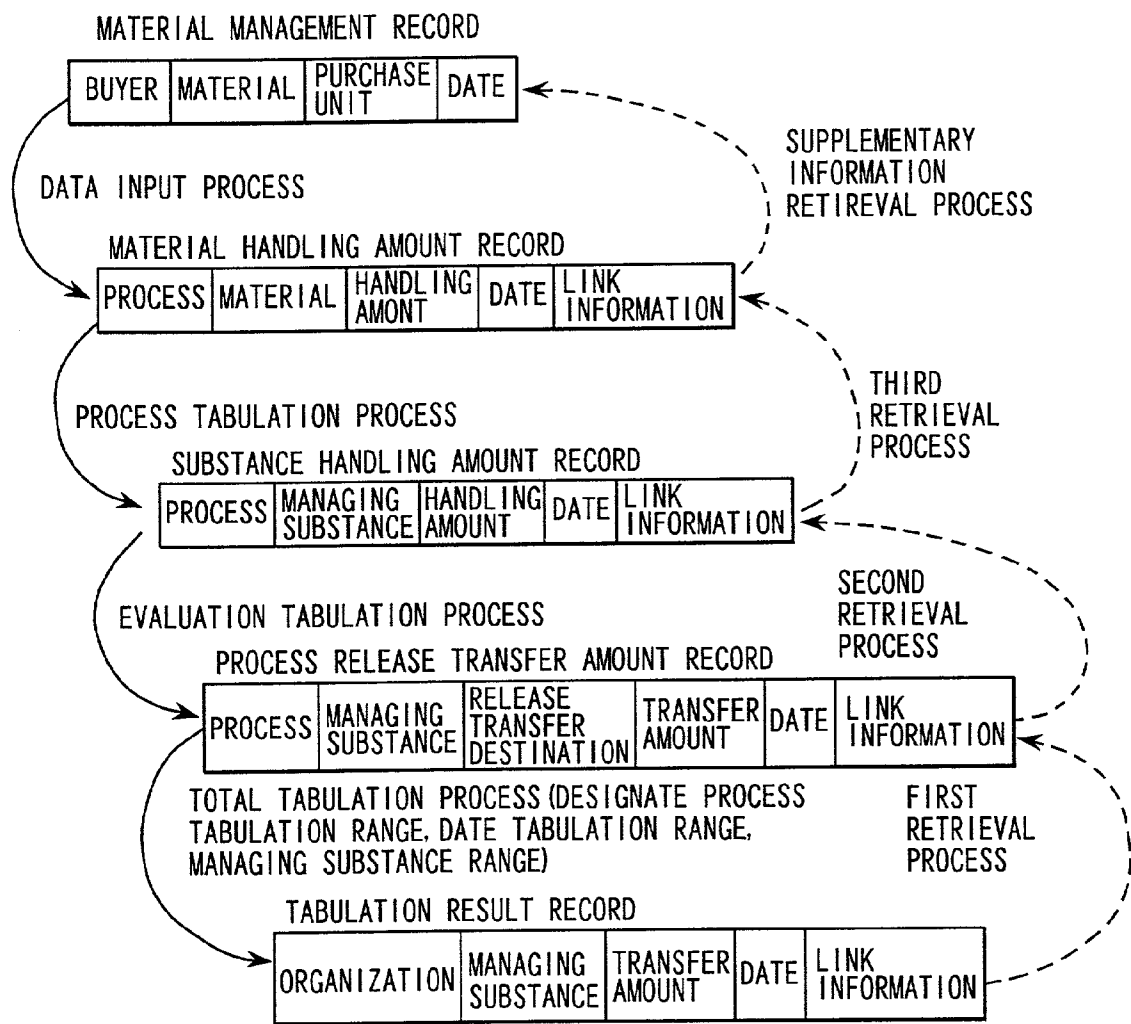 MATERIAL MANAGEMENT RECORD
BUYER
MATERIAL
PURCHASE
UNIT
DATE
SUPPLEMENTARY
INFORMATION
RETIREVAL PROCESS
DATA INPUT PROCESS
MATERIAL HANDLING AMOUNT RECORD
PROCESS
MATERIAL
HANDLING
AMONT
DATE
LINK
INFORMATION
THIRD
RETRIEVAL
PROCESS
PROCESS TABULATION PROCESS
SUBSTANCE HANDLING AMOUNT RECORD
PROCESS
MANAGING
SUBSTANCE
HANDLING
AMOUNT
DATE
LINK
INFORMATION
SECOND
RETRIEVAL
PROCESS
EVALUATION TABULATION PROCESS
PROCESS RELEASE TRANSFER AMOUNT RECORD
PROCESS
MANAGING
SUBSTANCE
RELEASE
TRANSFER
DESTINATION
TRANSFER
AMOUNT
DATE
LINK
INFORMATION
TOTAL TABULATION PROCESS (DESIGNATE PROCESS
TABULATION RANGE, DATE TABULATION RANGE,
MANAGING SUBSTANCE RANGE)
FIRST
RETRIEVAL
PROCESS
TABULATION RESULT RECORD
ORGANIZATION
MANAGING
SUBSTANCE
TRANSFER
AMOUNT
DATE
LINK
INFORMATION